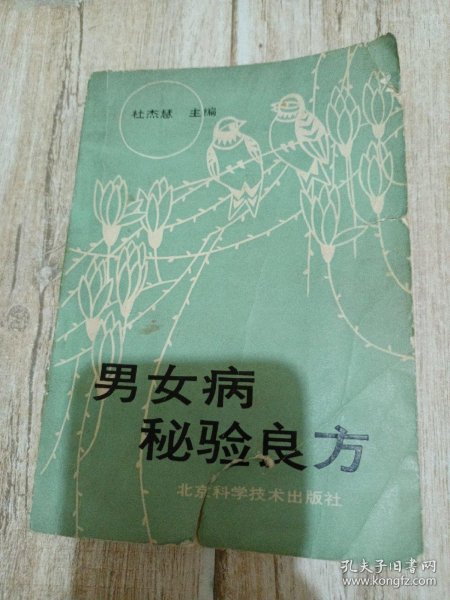 杜杰慧 主编
男女病
秘验良方
北京科学技术出版社
孔夫子旧书网
www.kongfz.com